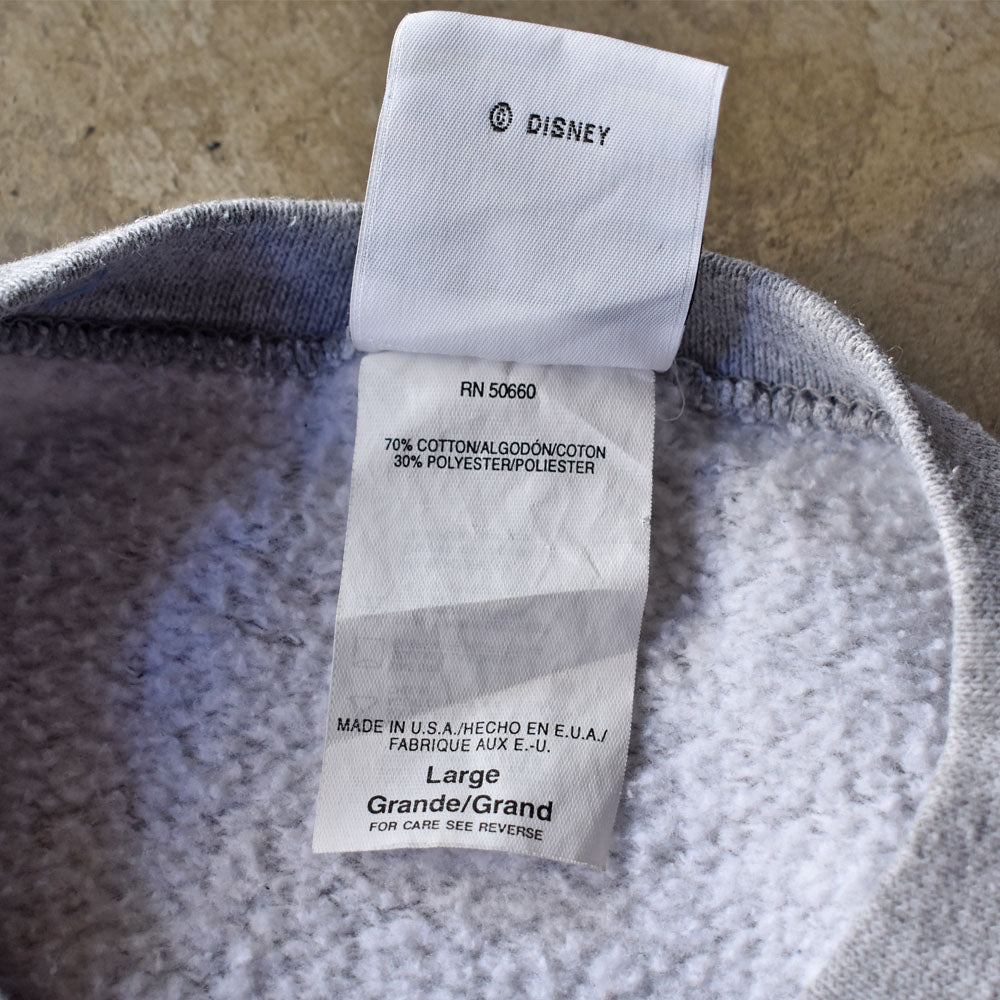 © DISNEY
RN 50660
70% COTTON/ALGODÓN/COTON
30% POLYESTER/POLIESTER
MADE IN U.S.A./HECHO EN E.U.A./
FABRIQUE AUX E.-U.
Large
Grande/Grand
FOR CARE SEE REVERSE